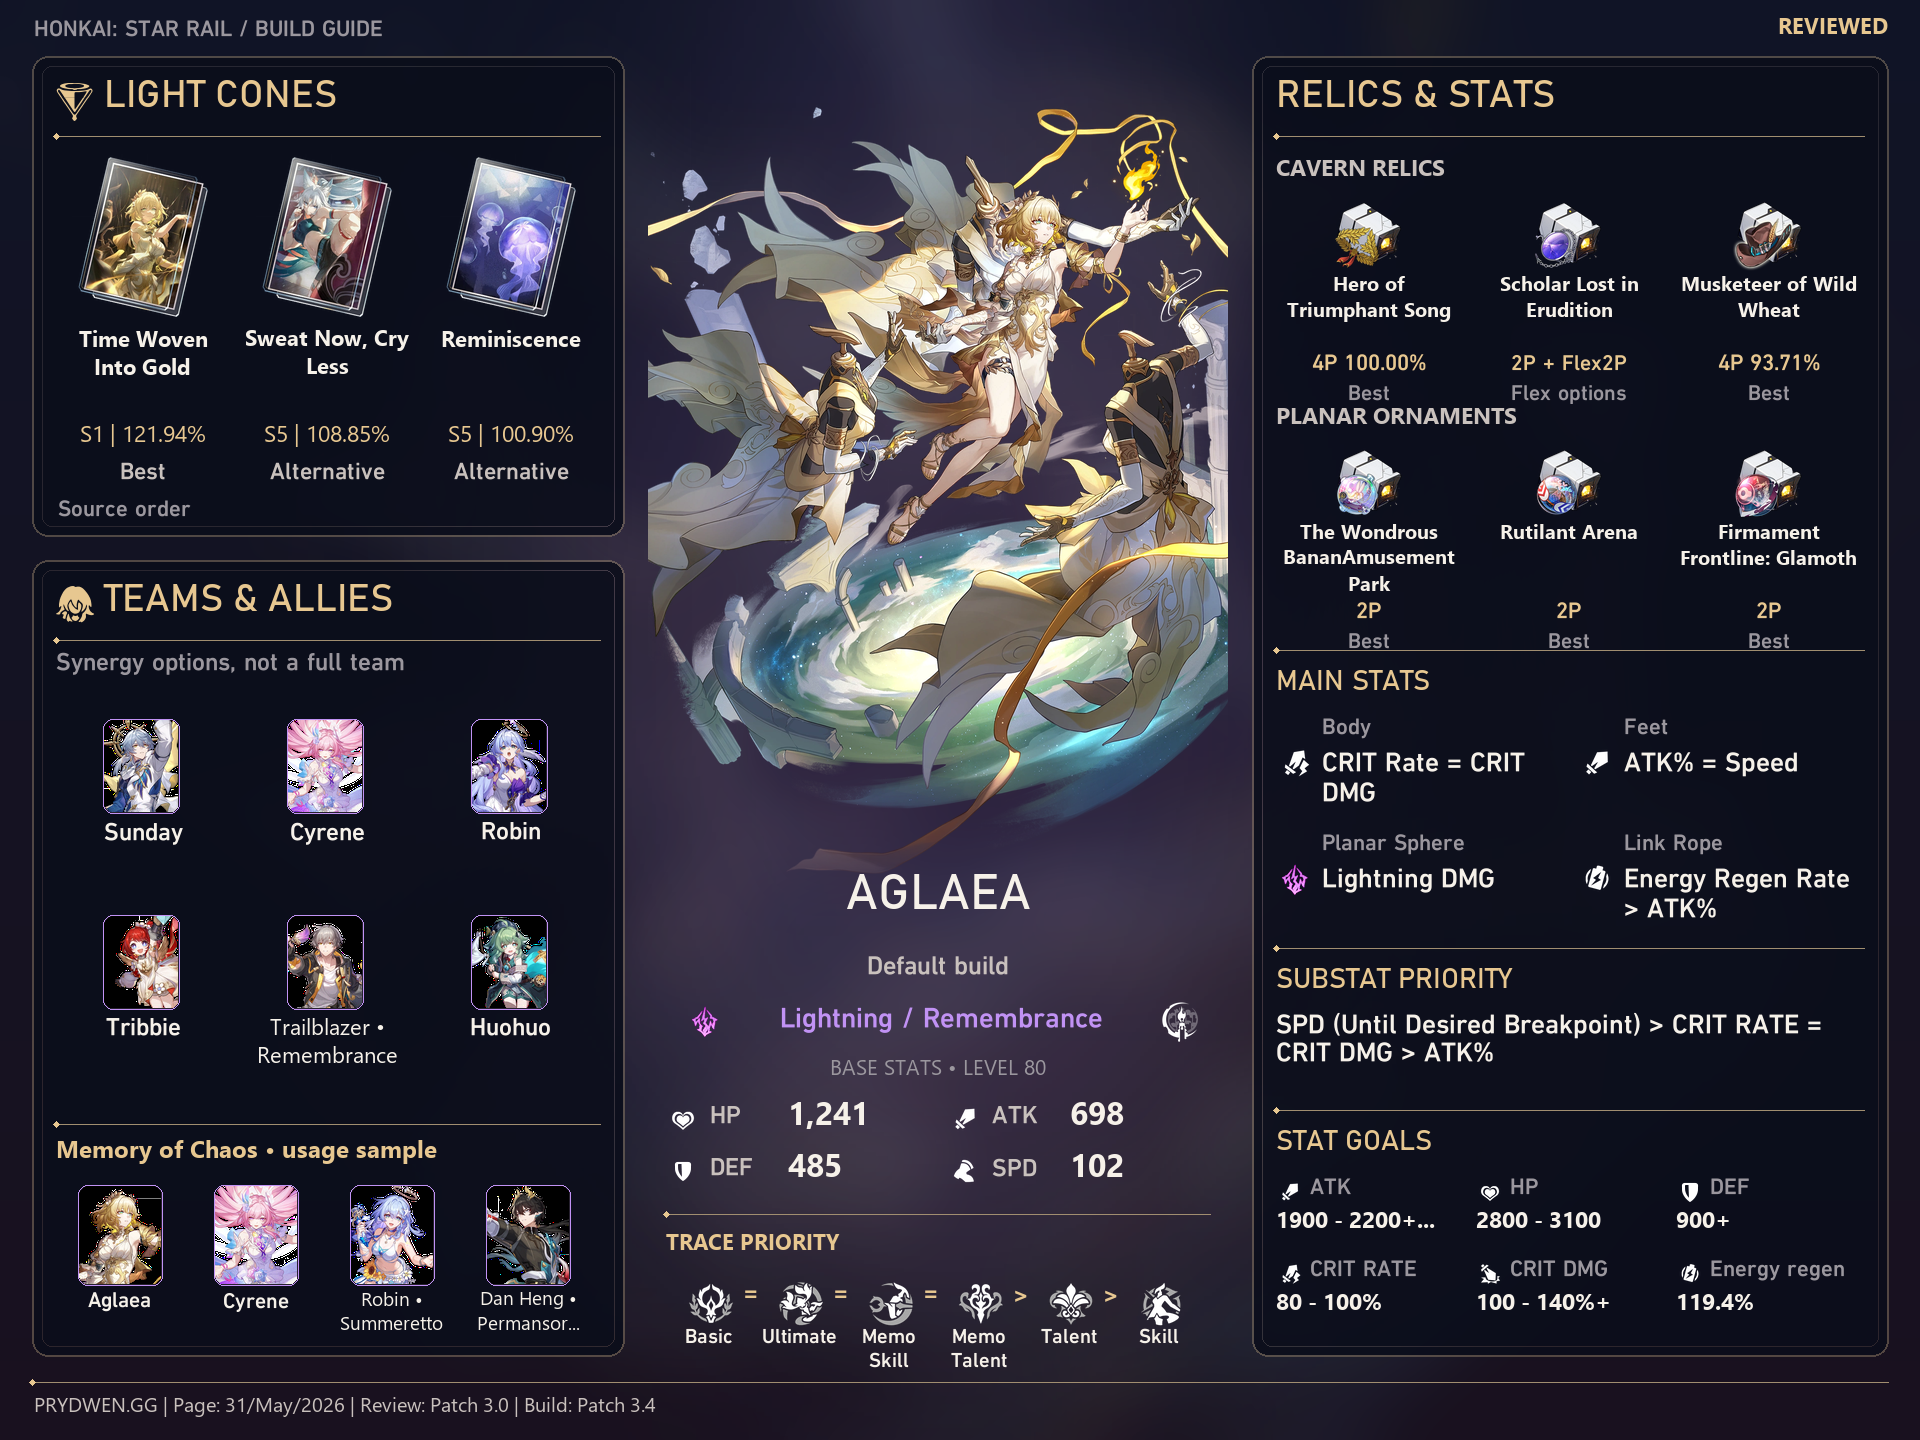 HONKAI: STAR RAIL / BUILD GUIDE
REVIEWED
LIGHT CONES
Time Woven Into Gold
S1 | 121.94%
Best
Sweat Now, Cry Less
S5 | 108.85%
Alternative
Reminiscence
S5 | 100.90%
Alternative
Source order
TEAMS & ALLIES
Synergy options, not a full team
Sunday
Cyrene
Robin
Tribbie
Trailblazer •
Remembrance
Huohuo
Memory of Chaos • usage sample
Aglaea
Cyrene
Robin •
Summeretto
Dan Heng •
Permansor...
AGLAEA
Default build
Lightning / Remembrance
BASE STATS • LEVEL 80
HP 1,241
ATK 698
DEF 485
SPD 102
TRACE PRIORITY
= = = > >
Basic
Ultimate
Memo
Skill
Memo
Talent
Talent
Skill
RELICS & STATS
CAVERN RELICS
Hero of
Triumphant Song
4P 100.00%
Best
Scholar Lost in
Erudition
2P + Flex2P
Flex options
Musketeer of Wild
Wheat
4P 93.71%
Best
PLANAR ORNAMENTS
The Wondrous
BananAmusement
Park
2P
Best
Rutilant Arena
2P
Best
Firmament
Frontline: Glamoth
2P
Best
MAIN STATS
Body
CRIT Rate = CRIT
DMG
Feet
ATK% = Speed
Planar Sphere
Lightning DMG
Link Rope
Energy Regen Rate
> ATK%
SUBSTAT PRIORITY
SPD (Until Desired Breakpoint) > CRIT RATE =
CRIT DMG > ATK%
STAT GOALS
ATK
1900 - 2200+...
HP
2800 - 3100
DEF
900+
CRIT RATE
80 - 100%
CRIT DMG
100 - 140%+
Energy regen
119.4%
PRYDWEN.GG | Page: 31/May/2026 | Review: Patch 3.0 | Build: Patch 3.4